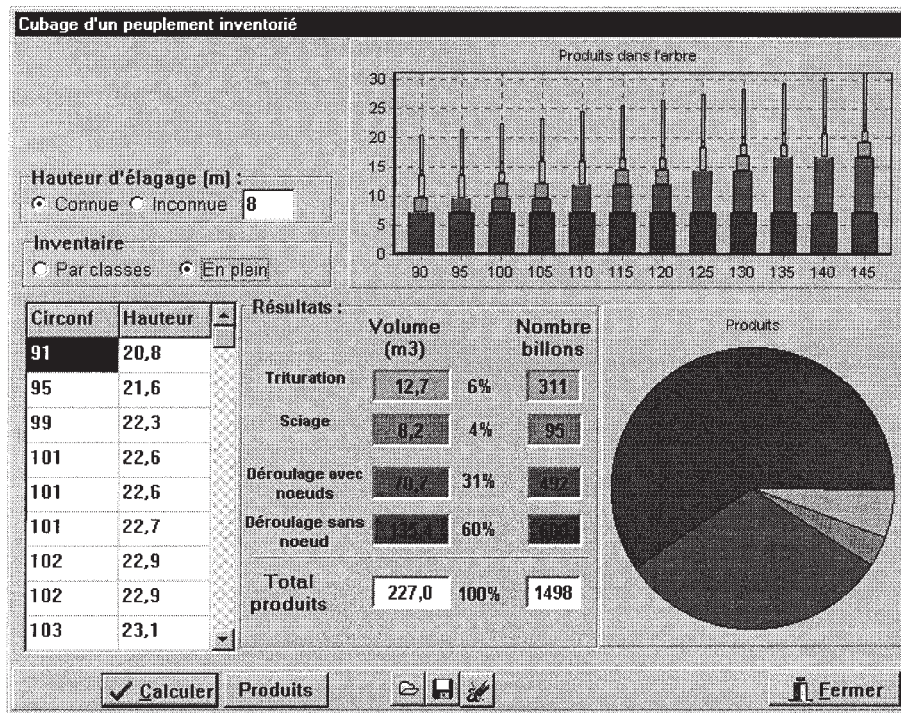 Cubage d'un peuplement inventorié
Produits dans l'arbre
30
25
20
15
10
5
0
90 95 100 105 110 115 120 125 130 135 140 145
Hauteur d'élagage (m) :
Connue Inconnue 8
Inventaire
Par classes En plein
Circonf Hauteur
91 20,8
95 21,6
99 22,3
101 22,6
101 22,6
101 22,7
102 22,9
102 22,9
103 23,1
Résultats :
Volume Nombre
(m3) billons
Trituration 12,7 6% 311
Sciage 8,2 4% 95
Déroulage avec
noeuds 70,7 31% 492
Déroulage sans
noeud 135,4 60% 600
Total
produits 227,0 100% 1498
Produits
Calculer Produits Fermer